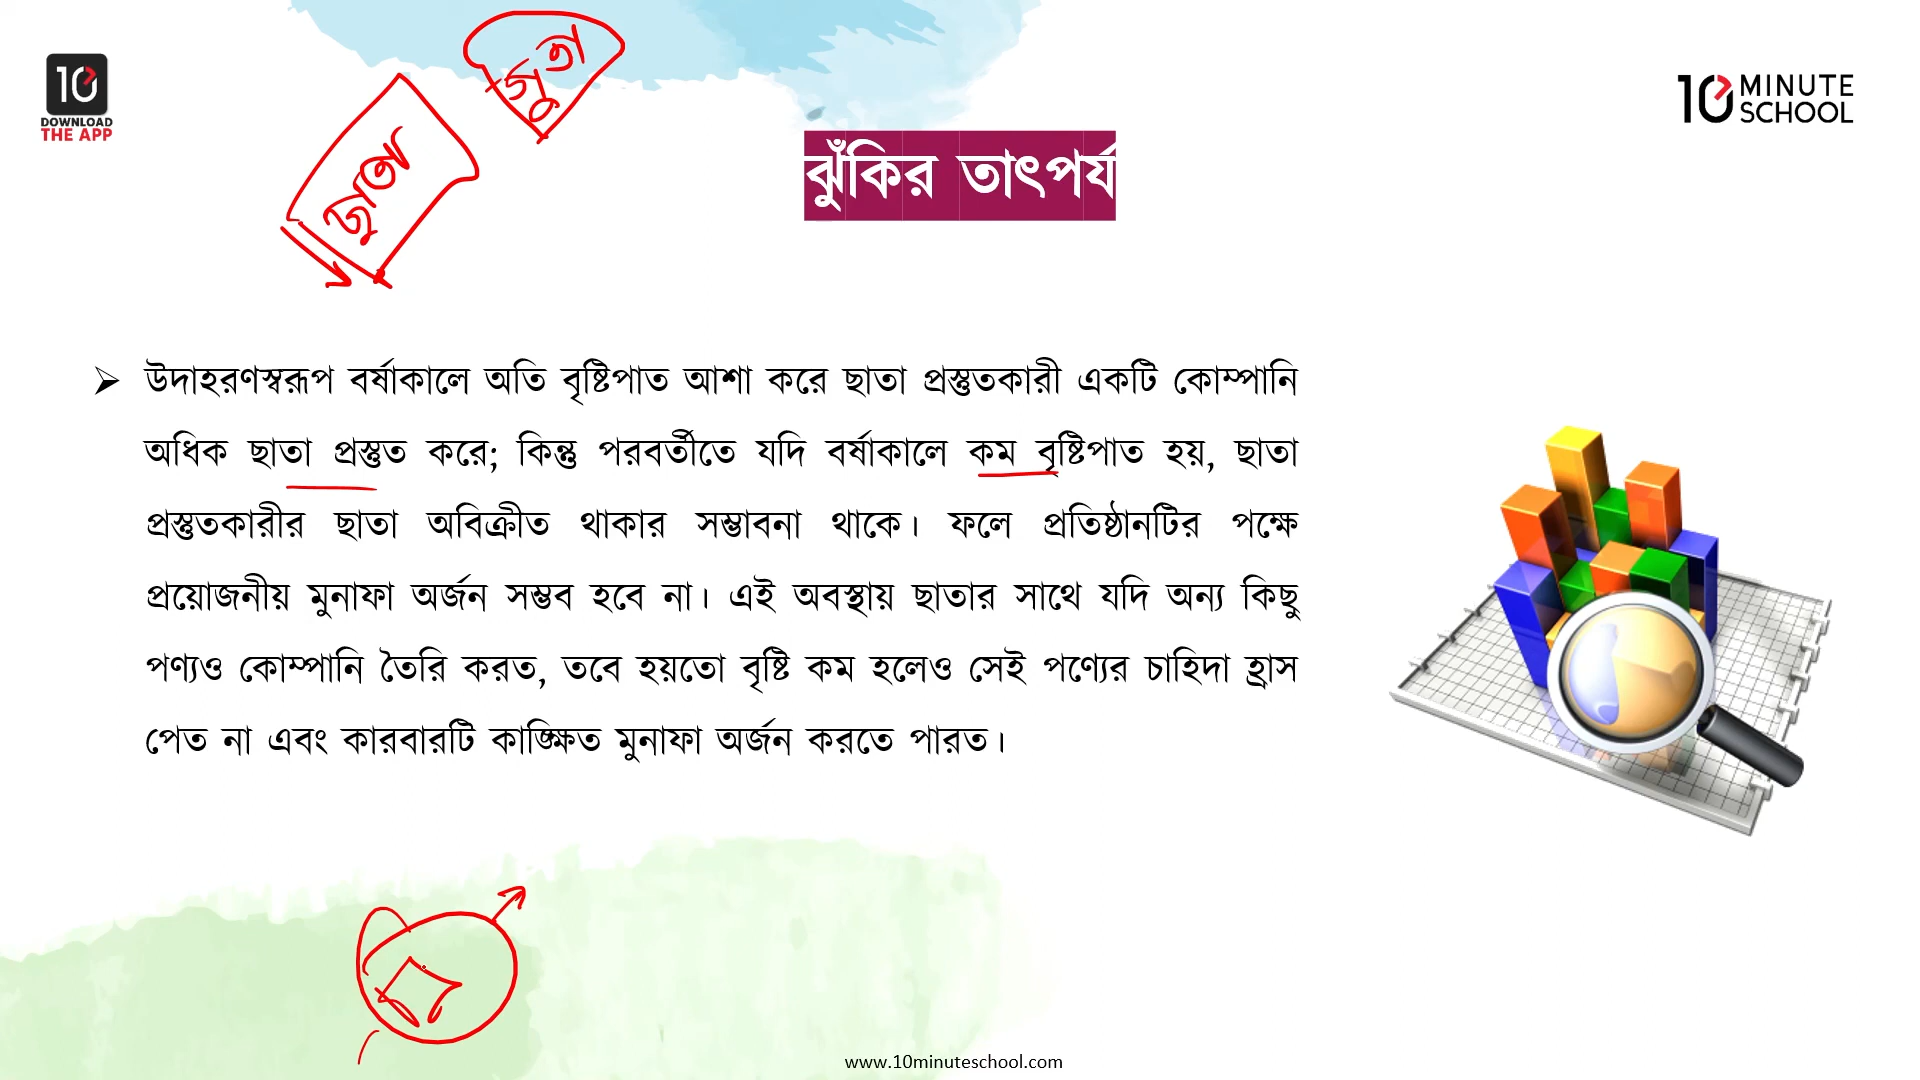 10
DOWNLOAD
THE APP
10 MINUTE
SCHOOL
জুতা
ছাতা
ঝুঁকির তাৎপর্য
➢ উদাহরণস্বরূপ বর্ষাকালে অতি বৃষ্টিপাত আশা করে ছাতা প্রস্তুতকারী একটি কোম্পানি
অধিক ছাতা প্রস্তুত করে; কিন্তু পরবর্তীতে যদি বর্ষাকালে কম বৃষ্টিপাত হয়, ছাতা
প্রস্তুতকারীর ছাতা অবিক্রীত থাকার সম্ভাবনা থাকে। ফলে প্রতিষ্ঠানটির পক্ষে
প্রয়োজনীয় মুনাফা অর্জন সম্ভব হবে না। এই অবস্থায় ছাতার সাথে যদি অন্য কিছু
পণ্যও কোম্পানি তৈরি করত, তবে হয়তো বৃষ্টি কম হলেও সেই পণ্যের চাহিদা হ্রাস
পেত না এবং কারবারটি কাঙ্ক্ষিত মুনাফা অর্জন করতে পারত।
www.10minuteschool.com